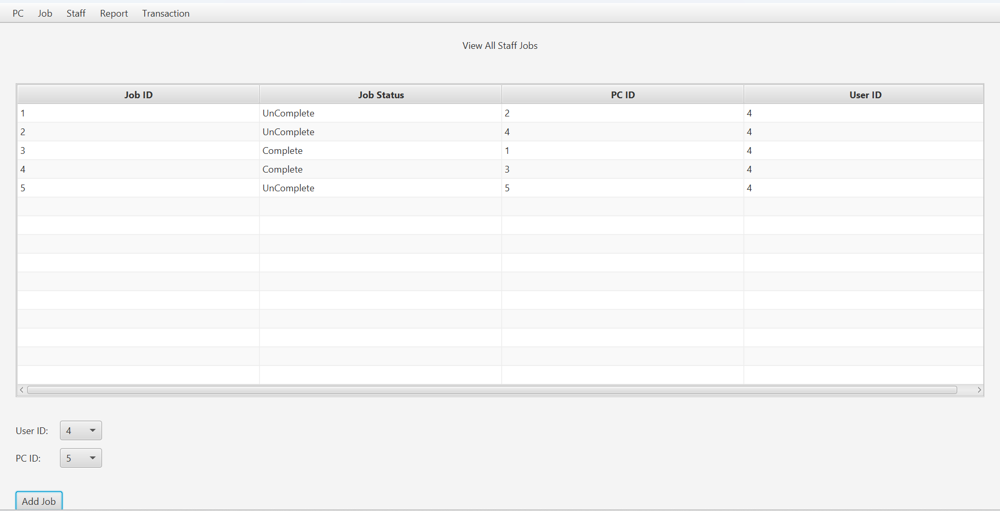 PC Job Staff Report Transaction
View All Staff Jobs
Job ID Job Status PC ID User ID
1 UnComplete 2 4
2 UnComplete 4 4
3 Complete 1 4
4 Complete 3 4
5 UnComplete 5 4
User ID: 4
PC ID: 5
Add Job